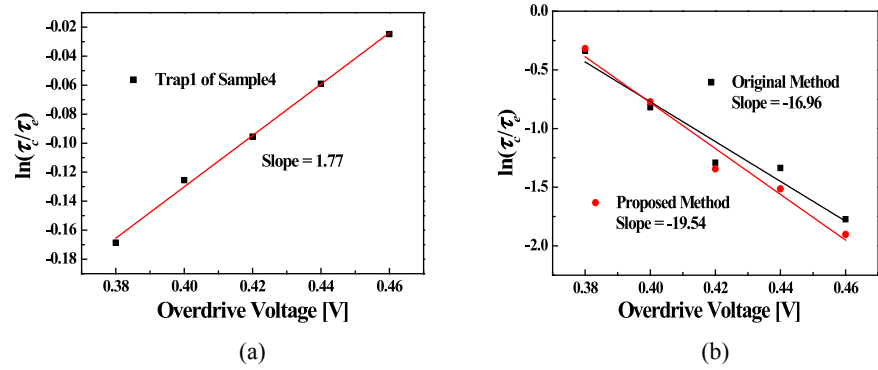 -0.02
-0.04
-0.06
-0.08
-0.10
-0.12
-0.14
-0.16
-0.18
ln(τc/τe)
Trap1 of Sample4
Slope = 1.77
0.38 0.40 0.42 0.44 0.46
Overdrive Voltage [V]
(a)
0.0
-0.5
-1.0
-1.5
-2.0
ln(τc/τe)
Original Method
Slope = -16.96
Proposed Method
Slope = -19.54
0.38 0.40 0.42 0.44 0.46
Overdrive Voltage [V]
(b)